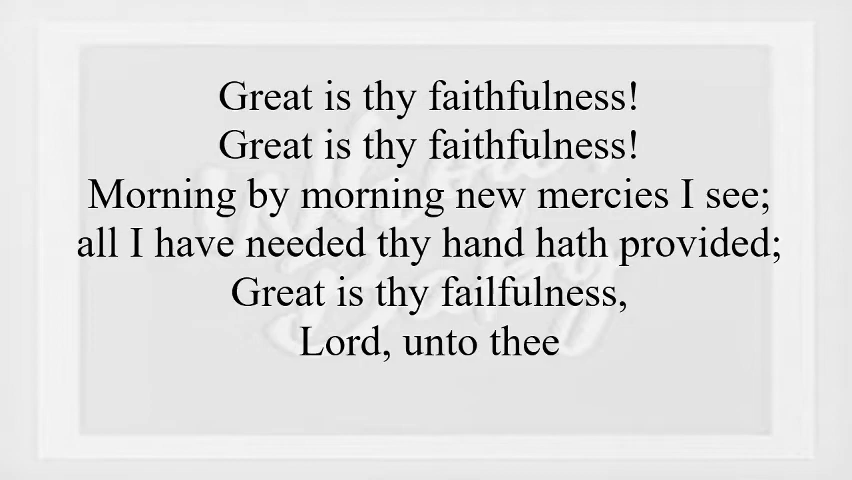 Great is thy faithfulness!
Great is thy faithfulness!
Morning by morning new mercies I see;
all I have needed thy hand hath provided;
Great is thy failfulness,
Lord, unto thee